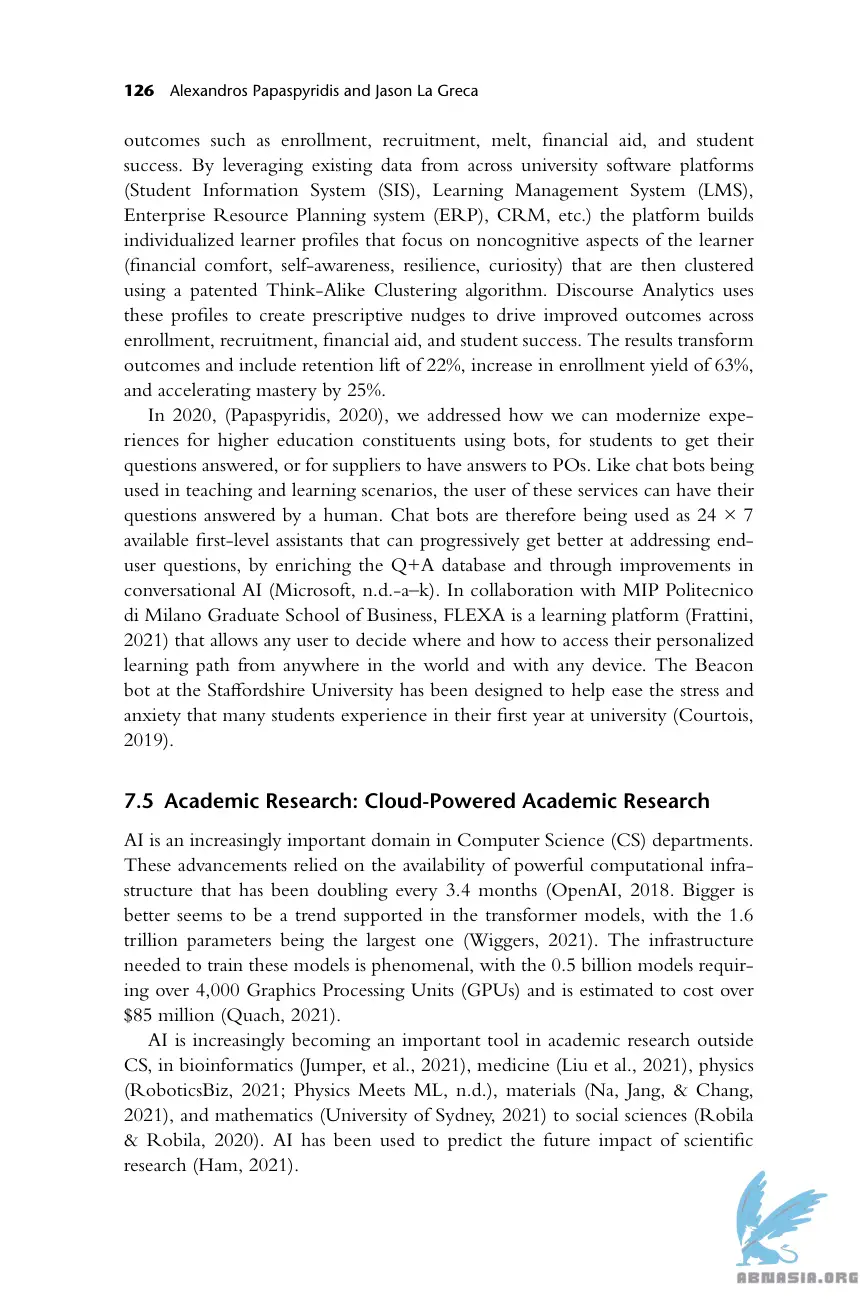 126 Alexandros Papaspyridis and Jason La Greca
outcomes such as enrollment, recruitment, melt, financial aid, and student
success. By leveraging existing data from across university software platforms
(Student Information System (SIS), Learning Management System (LMS),
Enterprise Resource Planning system (ERP), CRM, etc.) the platform builds
individualized learner profiles that focus on noncognitive aspects of the learner
(financial comfort, self-awareness, resilience, curiosity) that are then clustered
using a patented Think-Alike Clustering algorithm. Discourse Analytics uses
these profiles to create prescriptive nudges to drive improved outcomes across
enrollment, recruitment, financial aid, and student success. The results transform
outcomes and include retention lift of 22%, increase in enrollment yield of 63%,
and accelerating mastery by 25%.
In 2020, (Papaspyridis, 2020), we addressed how we can modernize expe-
riences for higher education constituents using bots, for students to get their
questions answered, or for suppliers to have answers to POs. Like chat bots being
used in teaching and learning scenarios, the user of these services can have their
questions answered by a human. Chat bots are therefore being used as 24 × 7
available first-level assistants that can progressively get better at addressing end-
user questions, by enriching the Q+A database and through improvements in
conversational AI (Microsoft, n.d.-a–k). In collaboration with MIP Politecnico
di Milano Graduate School of Business, FLEXA is a learning platform (Frattini,
2021) that allows any user to decide where and how to access their personalized
learning path from anywhere in the world and with any device. The Beacon
bot at the Staffordshire University has been designed to help ease the stress and
anxiety that many students experience in their first year at university (Courtois,
2019).
7.5 Academic Research: Cloud-Powered Academic Research
AI is an increasingly important domain in Computer Science (CS) departments.
These advancements relied on the availability of powerful computational infra-
structure that has been doubling every 3.4 months (OpenAI, 2018. Bigger is
better seems to be a trend supported in the transformer models, with the 1.6
trillion parameters being the largest one (Wiggers, 2021). The infrastructure
needed to train these models is phenomenal, with the 0.5 billion models requir-
ing over 4,000 Graphics Processing Units (GPUs) and is estimated to cost over
$85 million (Quach, 2021).
AI is increasingly becoming an important tool in academic research outside
CS, in bioinformatics (Jumper, et al., 2021), medicine (Liu et al., 2021), physics
(RoboticsBiz, 2021; Physics Meets ML, n.d.), materials (Na, Jang, & Chang,
2021), and mathematics (University of Sydney, 2021) to social sciences (Robila
& Robila, 2020). AI has been used to predict the future impact of scientific
research (Ham, 2021).
ABNASIA.ORG